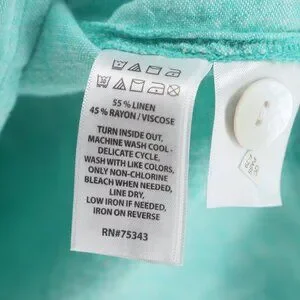 55% LINEN
45% RAYON / VISCOSE
TURN INSIDE OUT,
MACHINE WASH COOL -
DELICATE CYCLE,
WASH WITH LIKE COLORS,
ONLY NON-CHLORINE
BLEACH WHEN NEEDED,
LINE DRY,
LOW IRON IF NEEDED,
IRON ON REVERSE
RN#75343